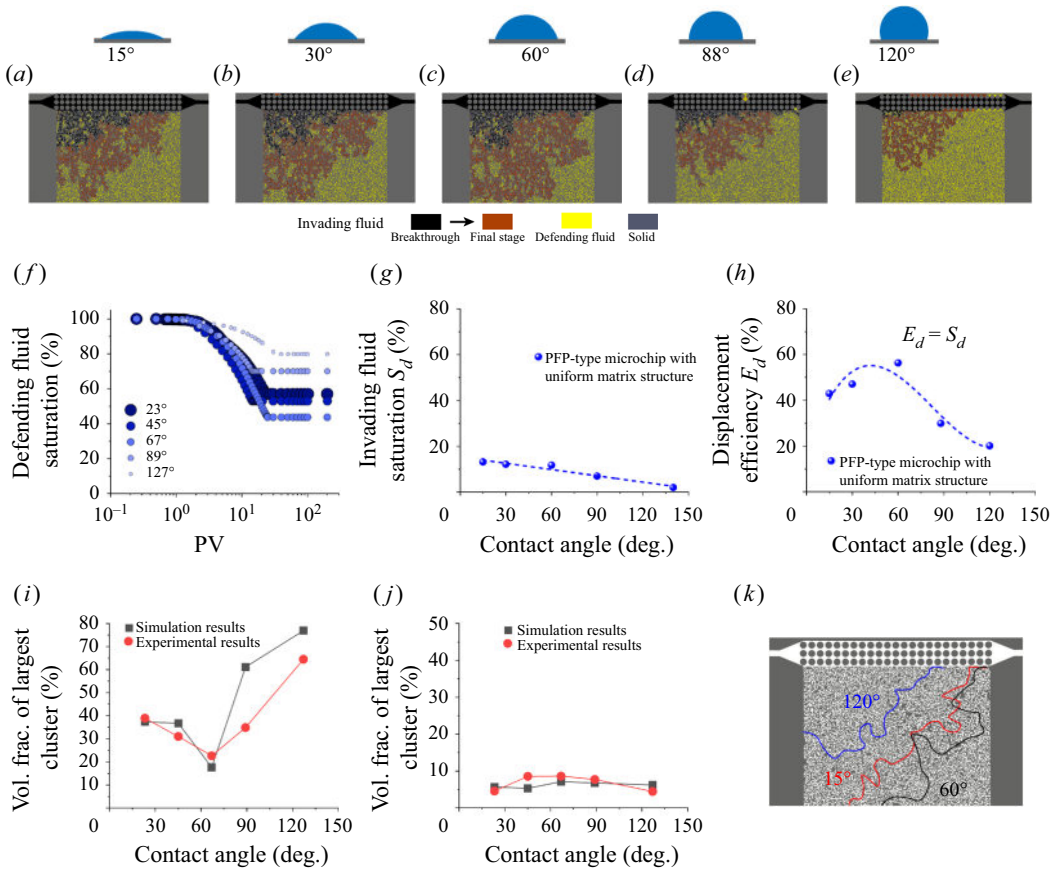 15° 30° 60° 88° 120°
(a) (b) (c) (d) (e)
Invading fluid
Breakthrough Final stage Defending fluid Solid
(f)
Defending fluid
saturation (%)
100
80
60
40
20
0
23°
45°
67°
89°
127°
10⁻¹ 10⁰ 10¹ 10²
PV
(g)
Invading fluid
saturation S_d (%)
80
60
40
20
0 30 60 90 120 150
PFP-type microchip with
uniform matrix structure
Contact angle (deg.)
(h)
Displacement
efficiency E_d (%)
80
60
40
20
0 30 60 90 120 150
E_d = S_d
PFP-type microchip with
uniform matrix structure
Contact angle (deg.)
(i)
Vol. frac. of largest
cluster (%)
80
70
60
50
40
30
20
10
0 30 60 90 120 150
Simulation results
Experimental results
Contact angle (deg.)
(j)
Vol. frac. of largest
cluster (%)
50
40
30
20
10
0 30 60 90 120 150
Simulation results
Experimental results
Contact angle (deg.)
(k)
120°
15°
60°